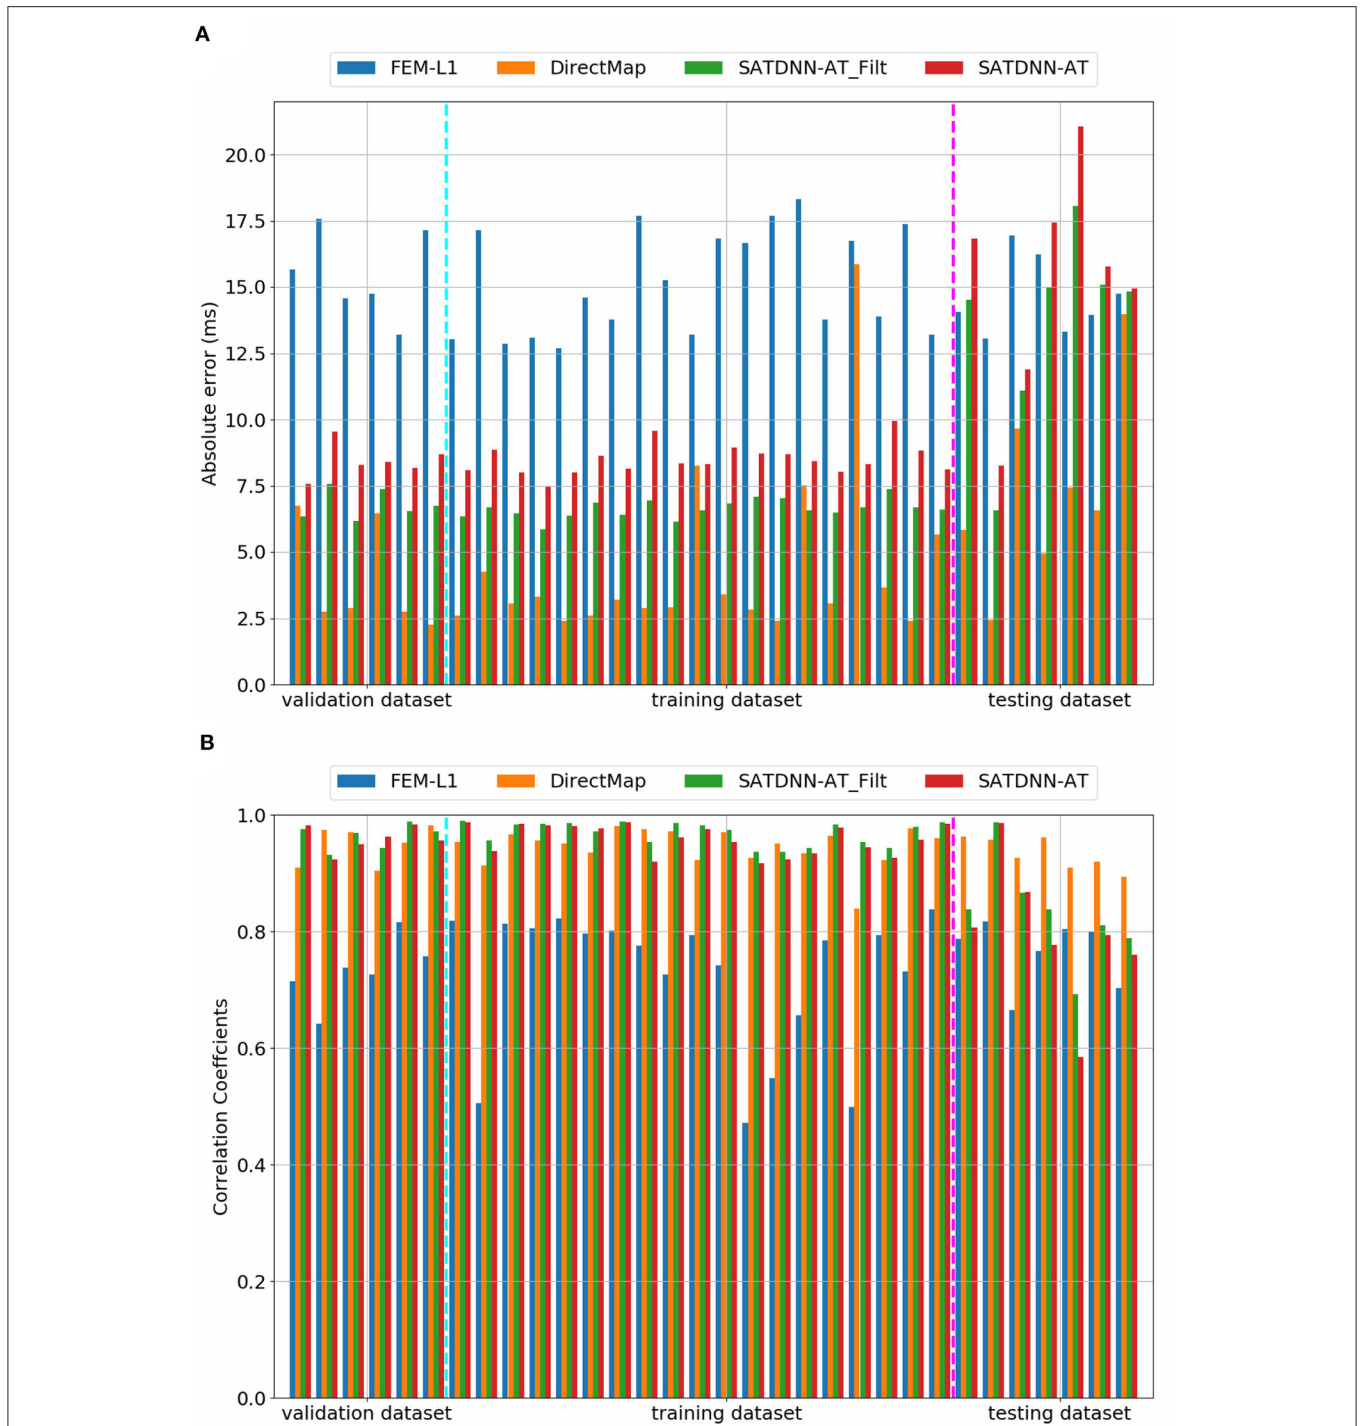 A
FEM-L1 DirectMap SATDNN-AT_Filt SATDNN-AT
20.0
17.5
15.0
12.5
10.0
7.5
5.0
2.5
0.0
Absolute error (ms)
validation dataset training dataset testing dataset
B
FEM-L1 DirectMap SATDNN-AT_Filt SATDNN-AT
1.0
0.8
0.6
0.4
0.2
0.0
Correlation Coeffcients
validation dataset training dataset testing dataset